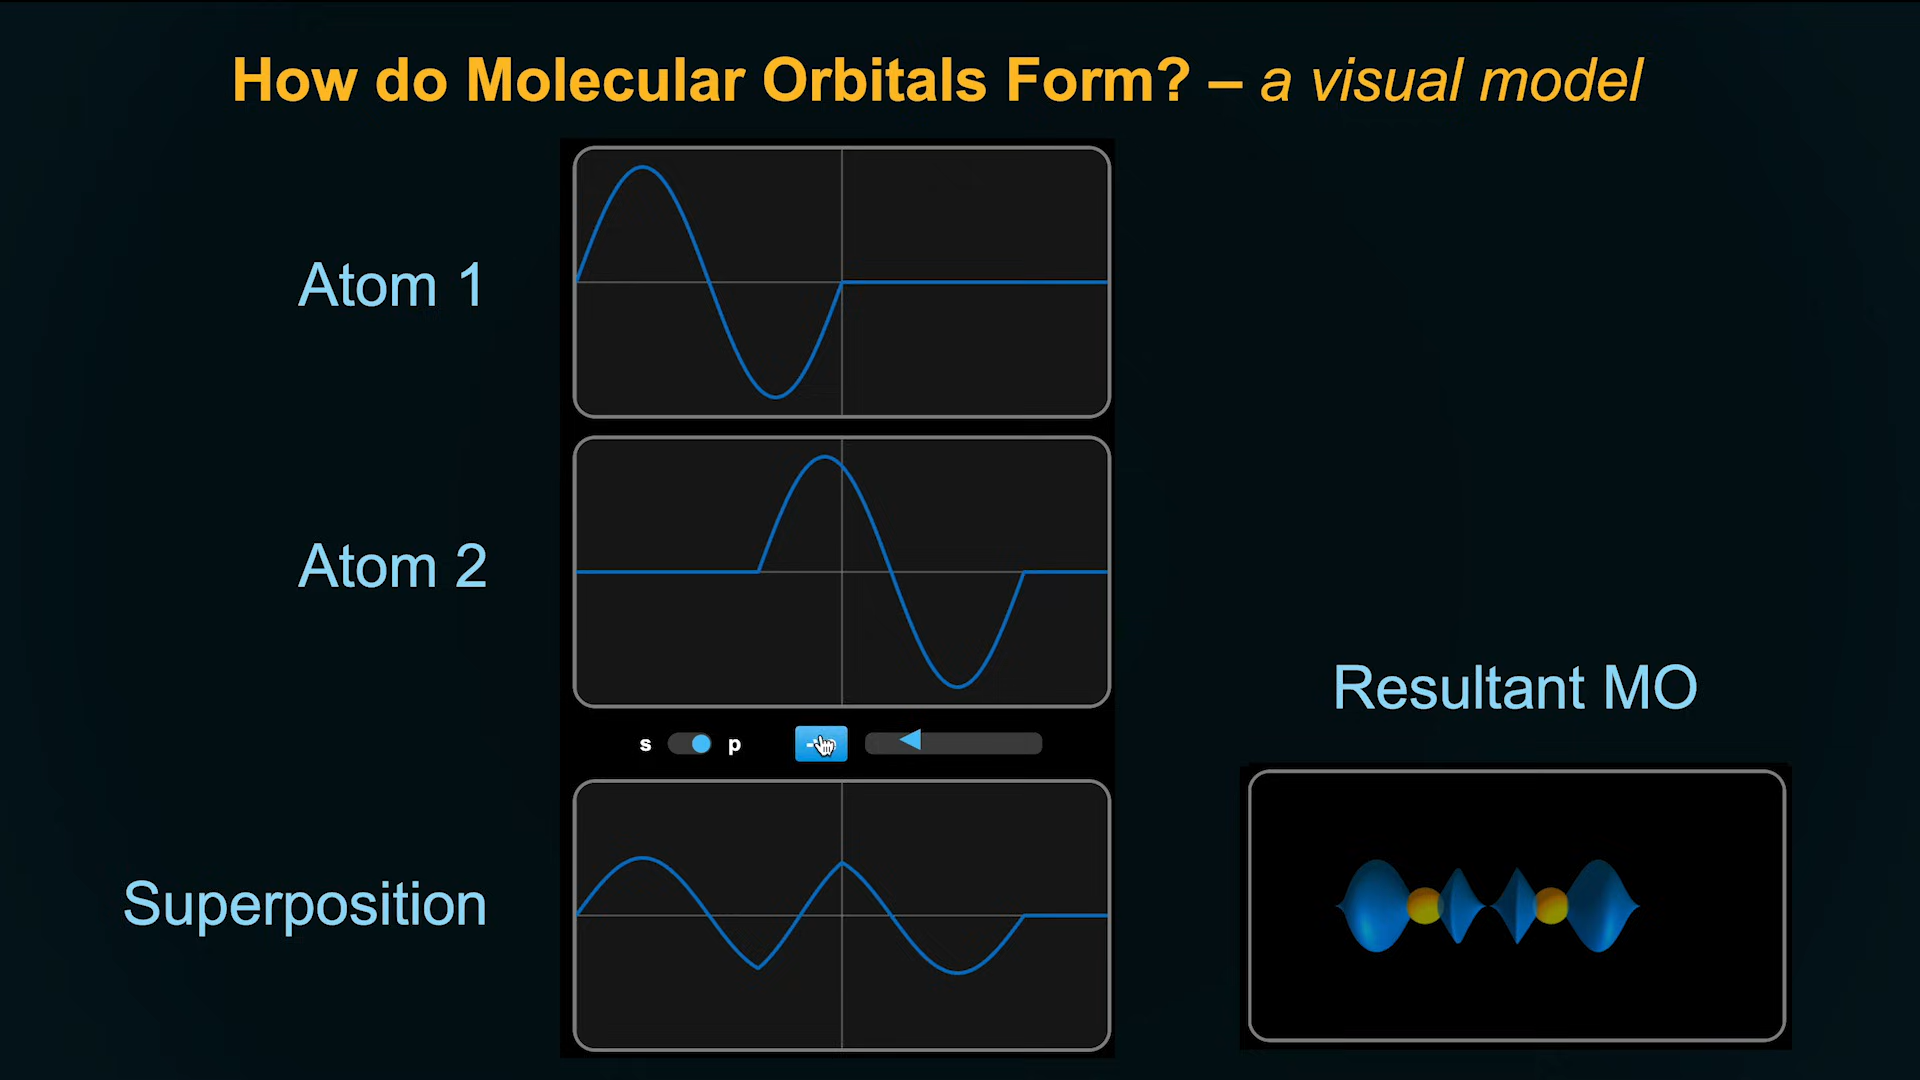 How do Molecular Orbitals Form? – a visual model
Atom 1
Atom 2
Resultant MO
s p
Superposition